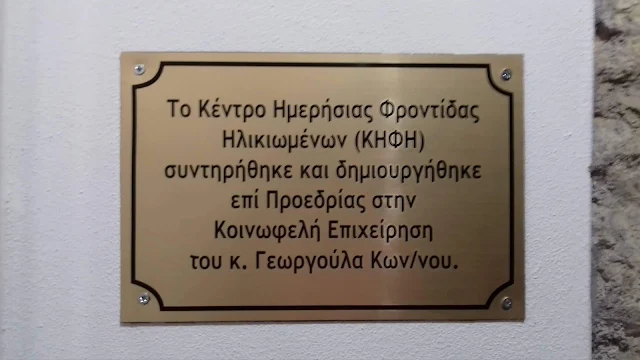 Το Κέντρο Ημερήσιας Φροντίδας
Ηλικιωμένων (ΚΗΦΗ)
συντηρήθηκε και δημιουργήθηκε
επί Προεδρίας στην
Κοινωφελή Επιχείρηση
του κ. Γεωργούλα Κων/νου.